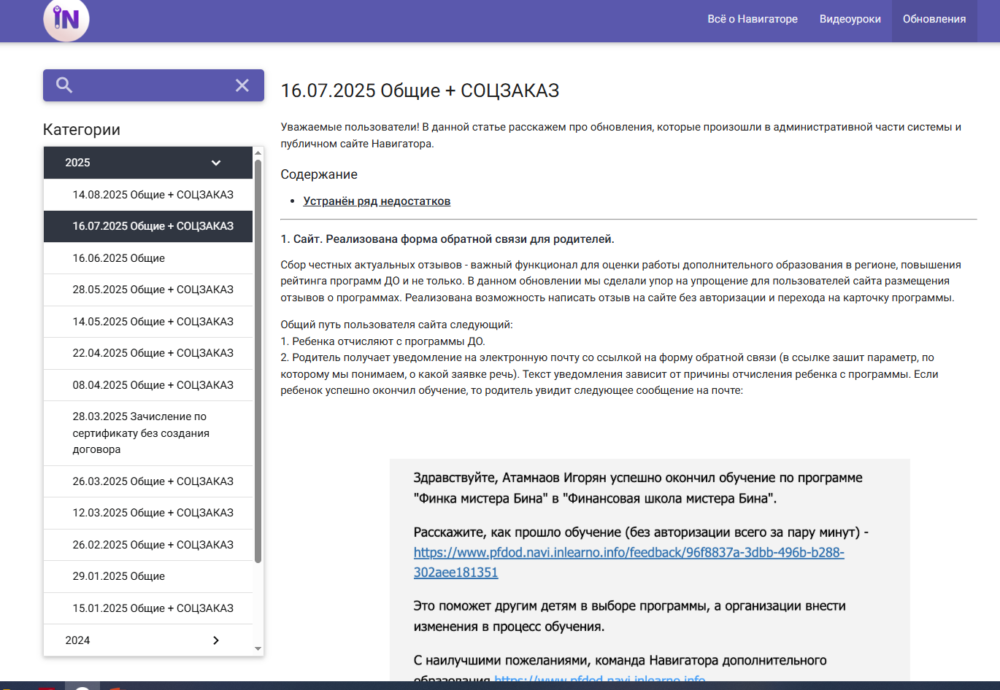 iN
Всё о Навигаторе
Видеоуроки
Обновления
Категории
2025
14.08.2025 Общие + СОЦЗАКАЗ
16.07.2025 Общие + СОЦЗАКАЗ
16.06.2025 Общие
28.05.2025 Общие + СОЦЗАКАЗ
14.05.2025 Общие + СОЦЗАКАЗ
22.04.2025 Общие + СОЦЗАКАЗ
08.04.2025 Общие + СОЦЗАКАЗ
28.03.2025 Зачисление по
сертификату без создания
договора
26.03.2025 Общие + СОЦЗАКАЗ
12.03.2025 Общие + СОЦЗАКАЗ
26.02.2025 Общие + СОЦЗАКАЗ
29.01.2025 Общие
15.01.2025 Общие + СОЦЗАКАЗ
2024
16.07.2025 Общие + СОЦЗАКАЗ
Уважаемые пользователи! В данной статье расскажем про обновления, которые произошли в административной части системы и
публичном сайте Навигатора.
Содержание
• Устранён ряд недостатков
1. Сайт. Реализована форма обратной связи для родителей.
Сбор честных актуальных отзывов - важный функционал для оценки работы дополнительного образования в регионе, повышения
рейтинга программ ДО и не только. В данном обновлении мы сделали упор на упрощение для пользователей сайта размещения
отзывов о программах. Реализована возможность написать отзыв на сайте без авторизации и перехода на карточку программы.
Общий путь пользователя сайта следующий:
1. Ребенка отчисляют с программы ДО.
2. Родитель получает уведомление на электронную почту со ссылкой на форму обратной связи (в ссылке зашит параметр, по
которому мы понимаем, о какой заявке речь). Текст уведомления зависит от причины отчисления ребенка с программы. Если
ребенок успешно окончил обучение, то родитель увидит следующее сообщение на почте:
Здравствуйте, Атамнаов Игорян успешно окончил обучение по программе
"Финка мистера Бина" в "Финансовая школа мистера Бина".
Расскажите, как прошло обучение (без авторизации всего за пару минут) -
https://www.pfdod.navi.inlearno.info/feedback/96f8837a-3dbb-496b-b288-
302aee181351
Это поможет другим детям в выборе программы, а организации внести
изменения в процесс обучения.
С наилучшими пожеланиями, команда Навигатора дополнительного
образования https://www.pfdod.navi.inlearno.info